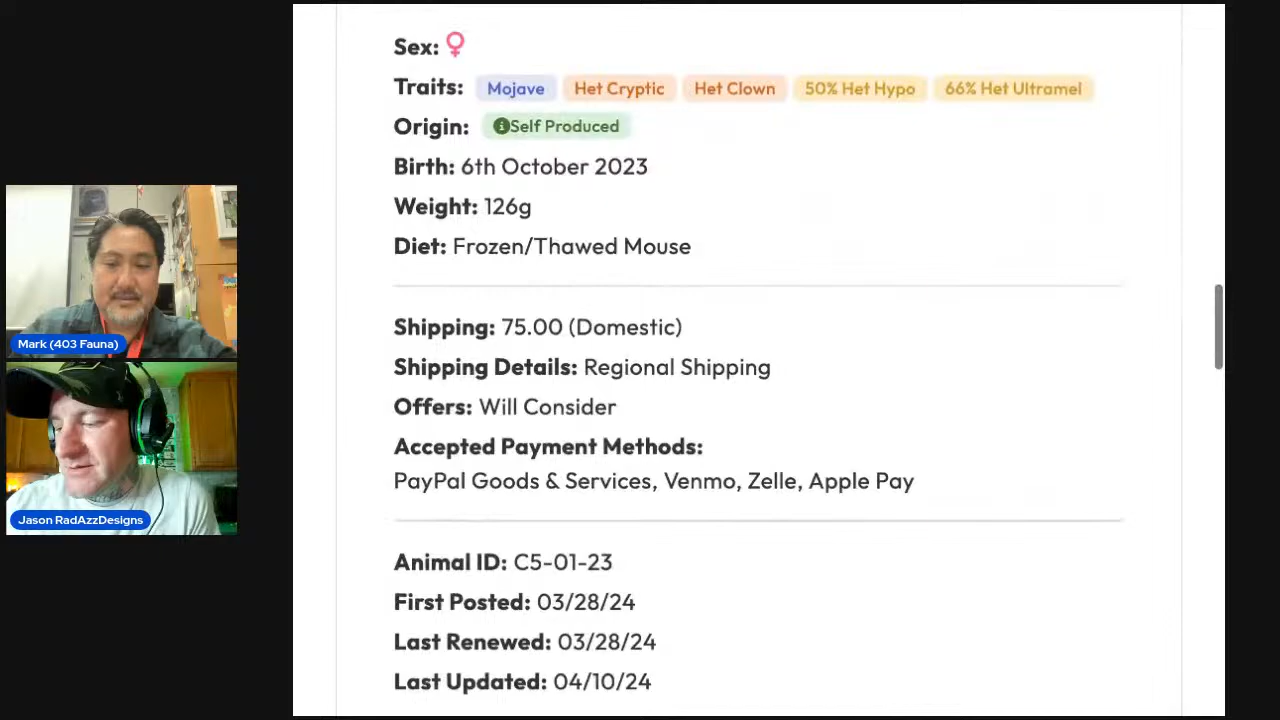 Sex:
Traits: Mojave Het Cryptic Het Clown 50% Het Hypo 66% Het Ultramel
Origin: Self Produced
Birth: 6th October 2023
Weight: 126g
Diet: Frozen/Thawed Mouse
Shipping: 75.00 (Domestic)
Shipping Details: Regional Shipping
Offers: Will Consider
Accepted Payment Methods:
PayPal Goods & Services, Venmo, Zelle, Apple Pay
Animal ID: C5-01-23
First Posted: 03/28/24
Last Renewed: 03/28/24
Last Updated: 04/10/24
Mark (403 Fauna)
Jason RadAzzDesigns